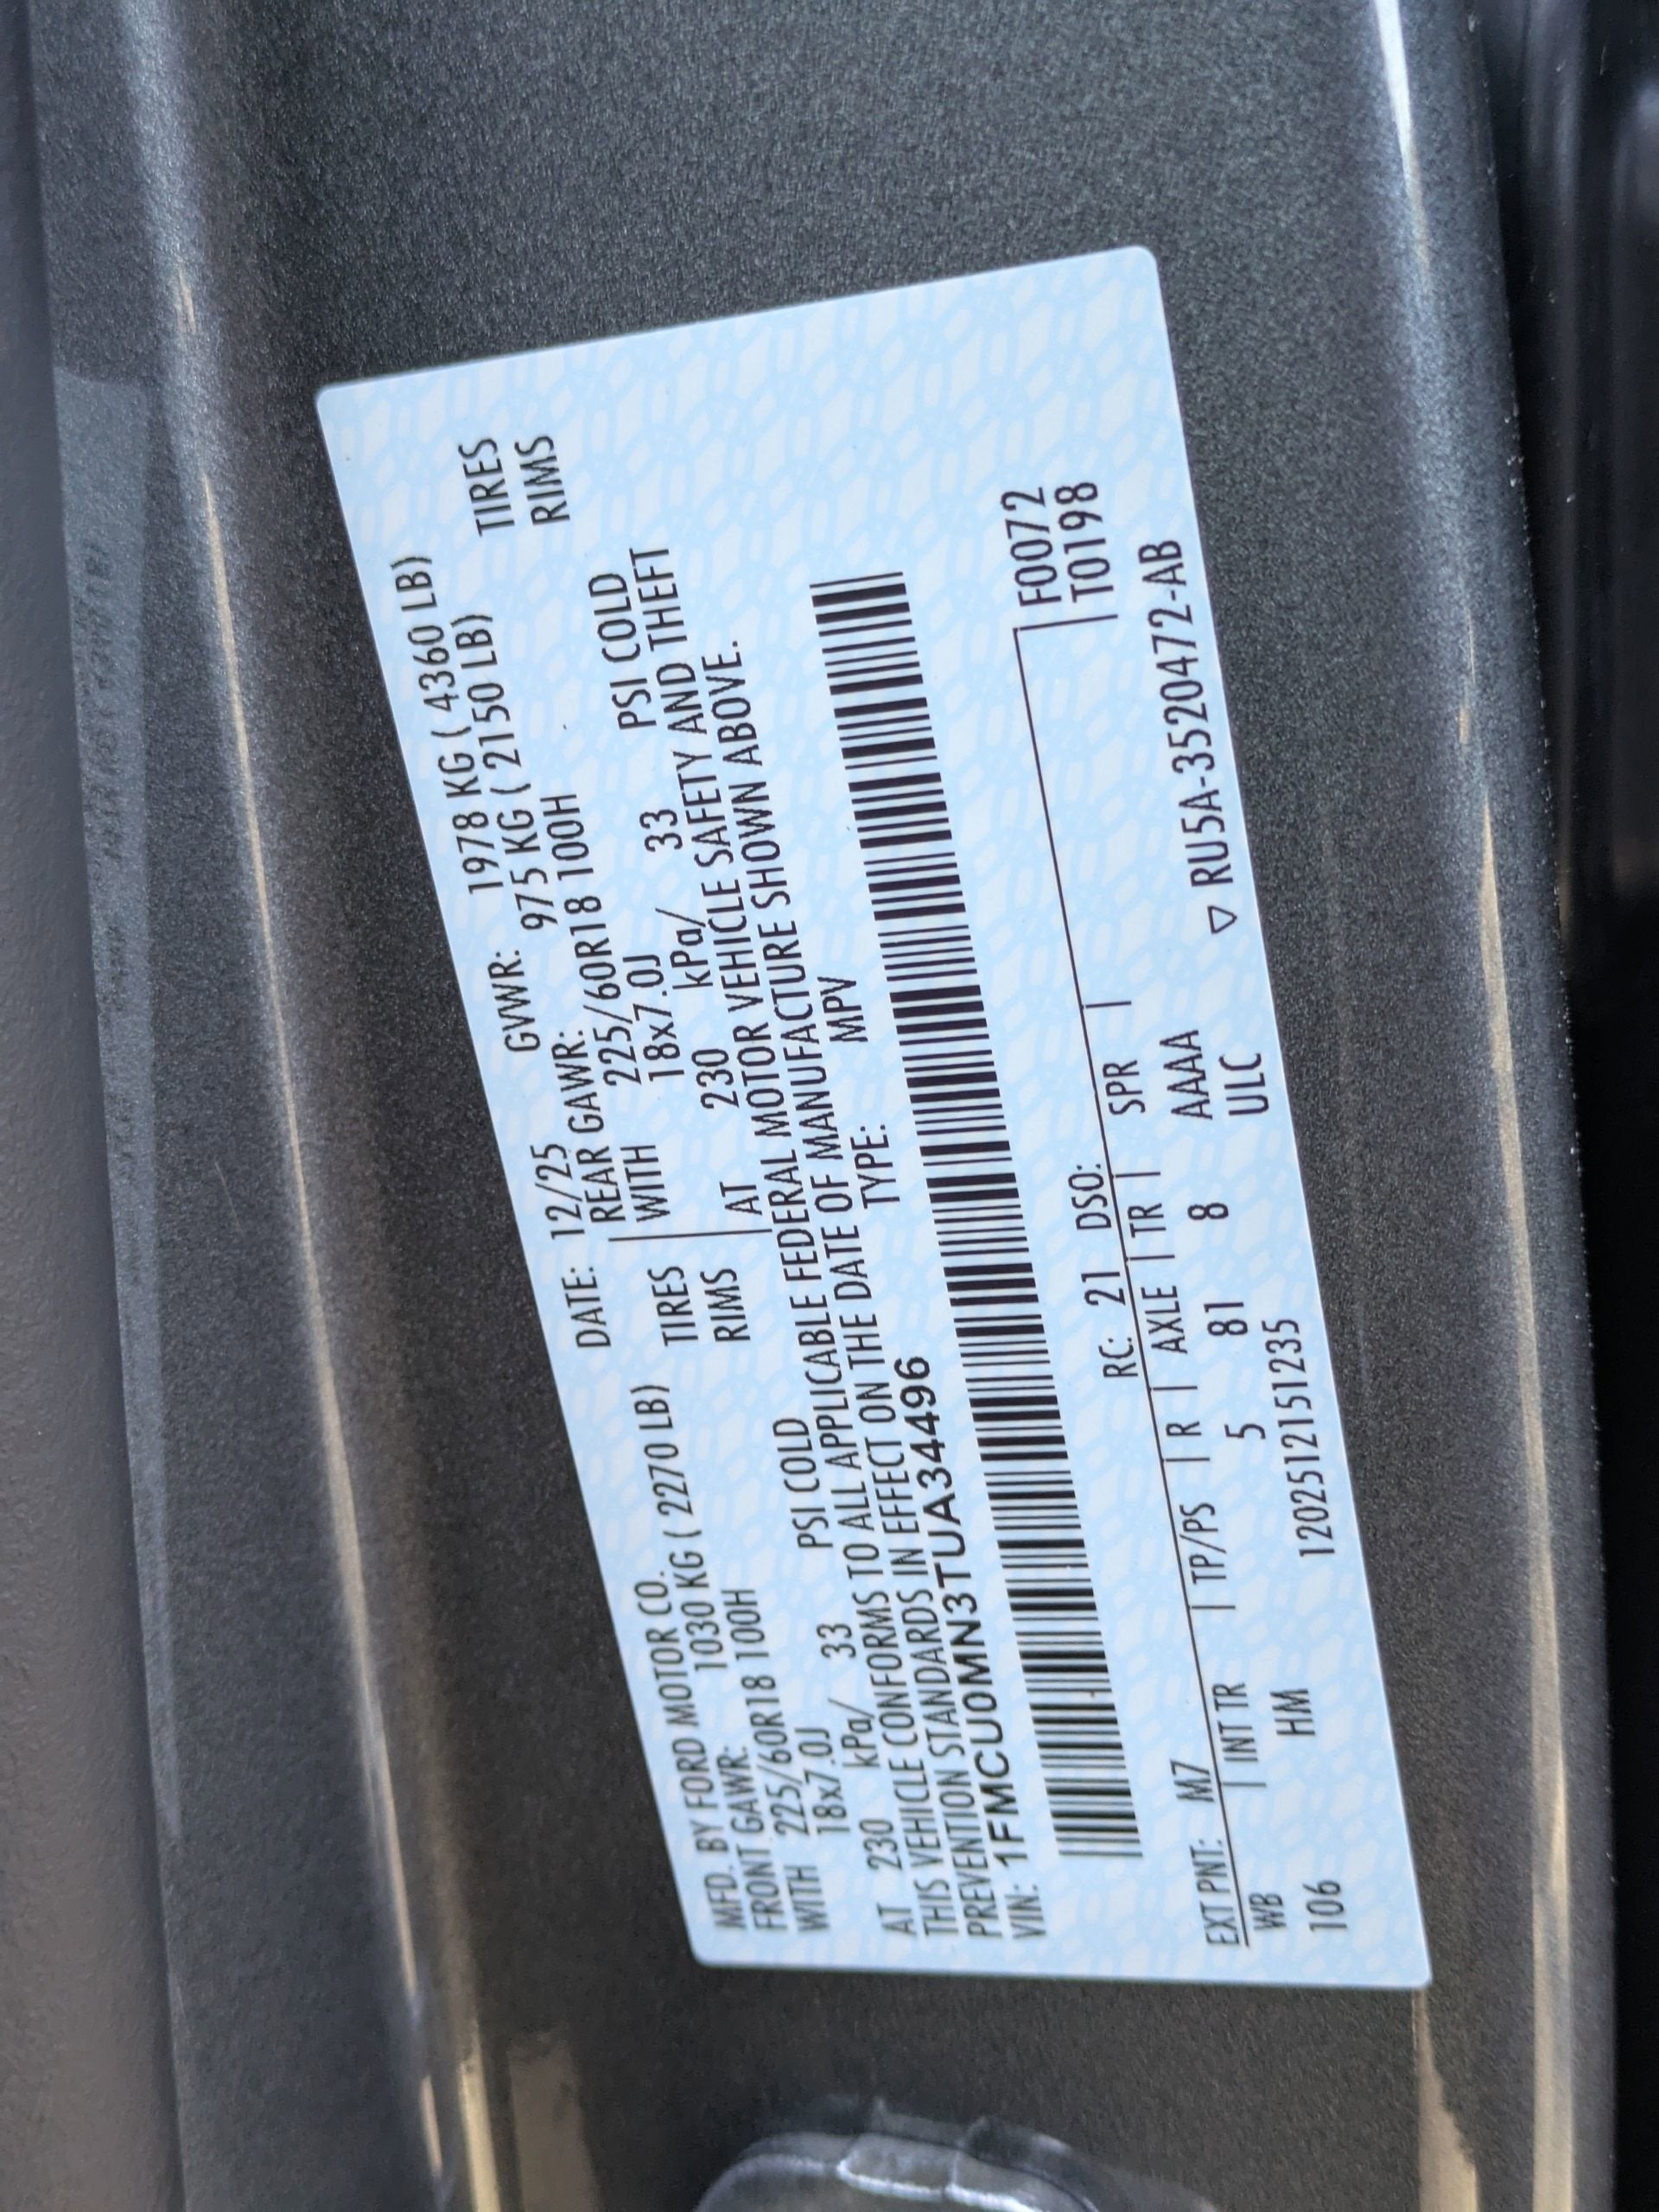 MFD. BY FORD MOTOR CO. DATE: 12/25 GVWR: 1978 KG ( 4360 LB)
FRONT GAWR: 1030 KG ( 2270 LB) REAR GAWR: 975 KG ( 2150 LB)
WITH 225/60R18 100H TIRES WITH 225/60R18 100H TIRES
18x7.0J RIMS 18x7.0J RIMS
AT 230 kPa/ 33 PSI COLD AT 230 kPa/ 33 PSI COLD
THIS VEHICLE CONFORMS TO ALL APPLICABLE FEDERAL MOTOR VEHICLE SAFETY AND THEFT
PREVENTION STANDARDS IN EFFECT ON THE DATE OF MANUFACTURE SHOWN ABOVE.
VIN: 1FMCU0MN3TUA34496 TYPE: MPV
F0072
EXT PNT: M7 RC: 21 DSO: T0198
WB | INT TR | TP/PS | R | AXLE | TR | SPR |
106 HM 5 81 8 AAAA ▽ RU5A-3520472-AB
120251215​1235 ULC